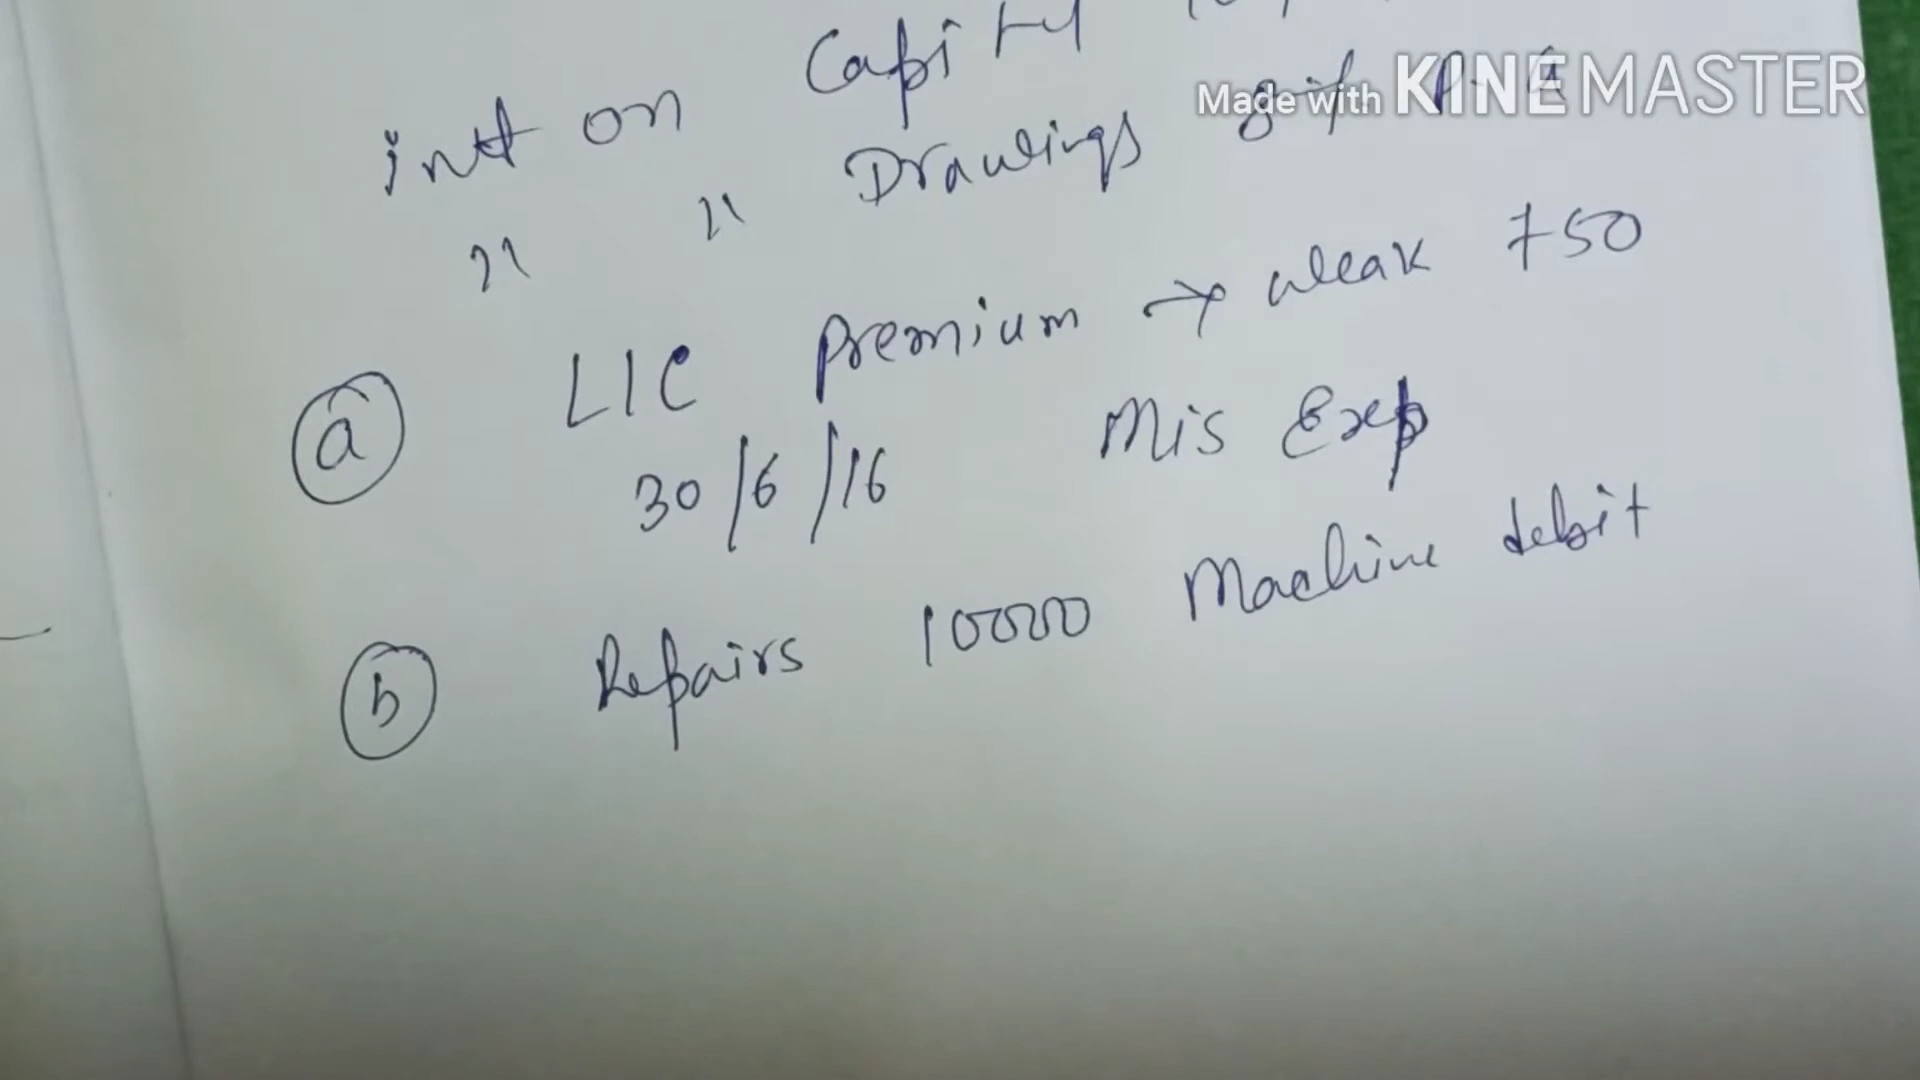 int on Capital
" " Drawings
Made with KINEMASTER
(a) LIC Premium → Weak 750
30/6/16 Mis Exp
(b) Repairs 10000 Machine debit